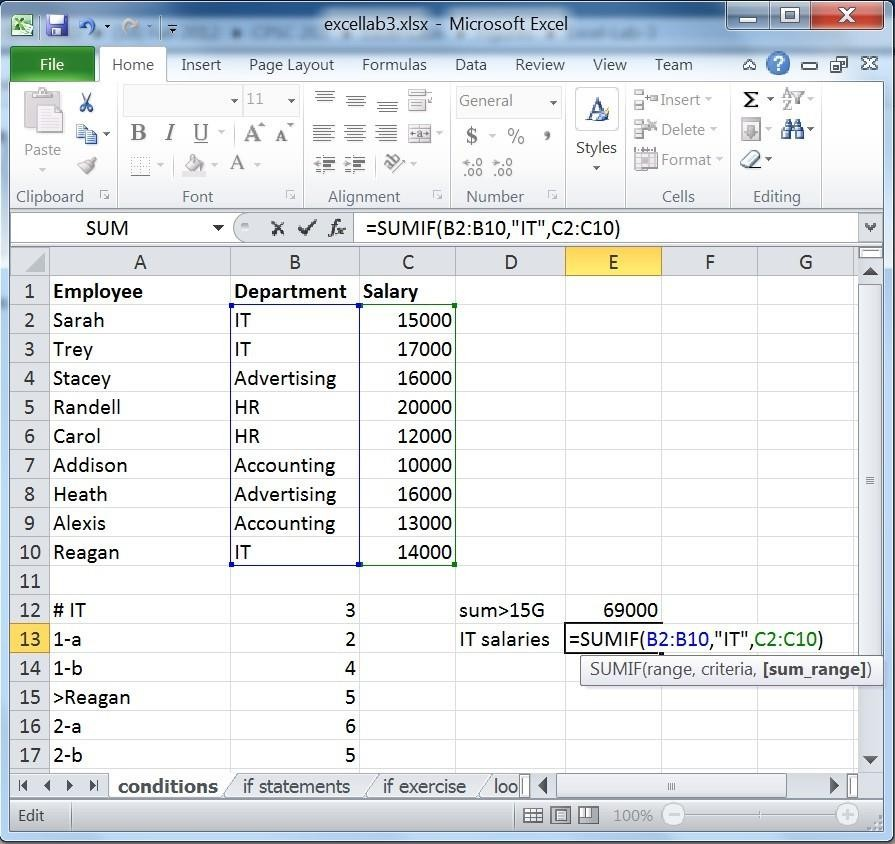 excellab3.xlsx - Microsoft Excel
File Home Insert Page Layout Formulas Data Review View Team
11 General Insert
B I U A A $ % , Delete
Paste Styles Format
A .0 .00 .00 .0
Clipboard Font Alignment Number Cells Editing
SUM fx =SUMIF(B2:B10,"IT",C2:C10)
A B C D E F G
1 Employee Department Salary
2 Sarah IT 15000
3 Trey IT 17000
4 Stacey Advertising 16000
5 Randell HR 20000
6 Carol HR 12000
7 Addison Accounting 10000
8 Heath Advertising 16000
9 Alexis Accounting 13000
10 Reagan IT 14000
11
12 # IT 3 sum>15G 69000
13 1-a 2 IT salaries =SUMIF(B2:B10,"IT",C2:C10)
14 1-b 4 SUMIF(range, criteria, [sum_range])
15 >Reagan 5
16 2-a 6
17 2-b 5
conditions if statements if exercise loo
Edit 100%